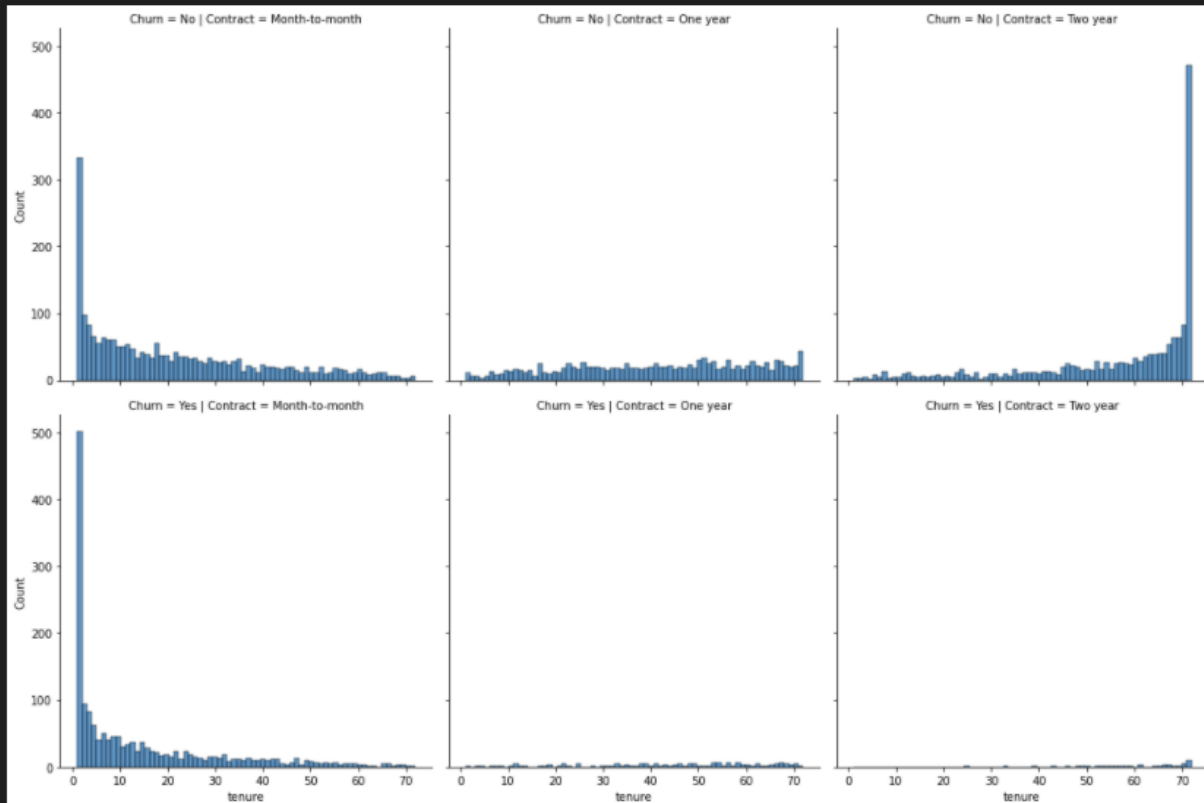 Churn = No | Contract = Month-to-month
Churn = No | Contract = One year
Churn = No | Contract = Two year
500
400
300
200
100
0
Count
Churn = Yes | Contract = Month-to-month
Churn = Yes | Contract = One year
Churn = Yes | Contract = Two year
500
400
300
200
100
0
Count
0 10 20 30 40 50 60 70
0 10 20 30 40 50 60 70
0 10 20 30 40 50 60 70
tenure
tenure
tenure